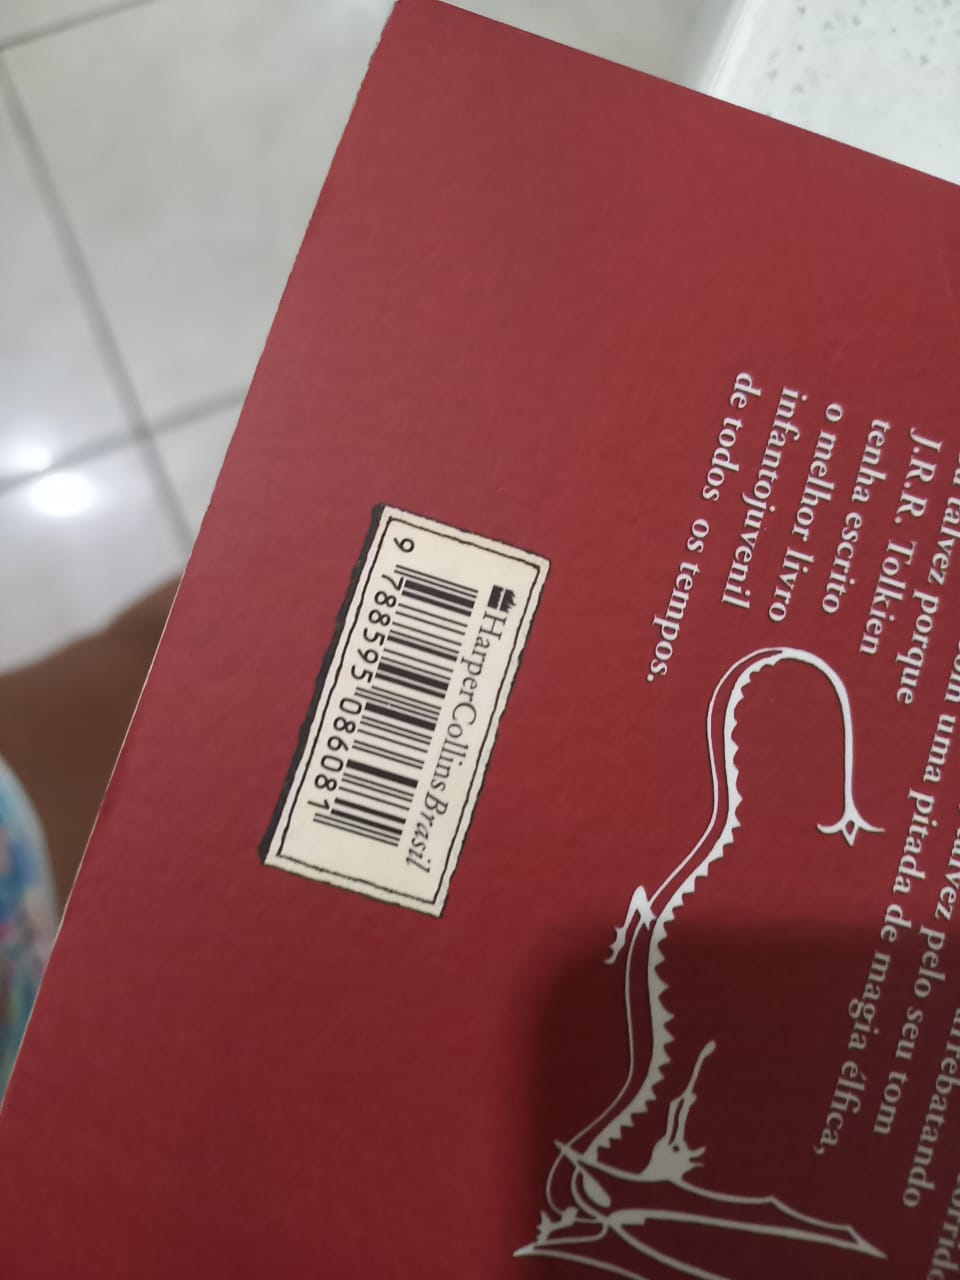 arrebatando
talvez pelo seu tom
com uma pitada de magia élfica,
talvez porque
J.R.R. Tolkien
tenha escrito
o melhor livro
infantojuvenil
de todos os tempos.
HarperCollins Brasil
9 788595 086081